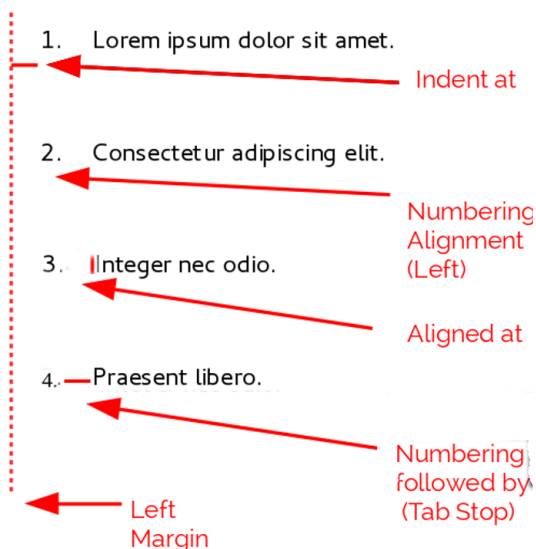 1. Lorem ipsum dolor sit amet.
Indent at
2. Consectetur adipiscing elit.
Numbering
Alignment
(Left)
3. Integer nec odio.
Aligned at
4. Praesent libero.
Numbering
followed by
(Tab Stop)
Left
Margin